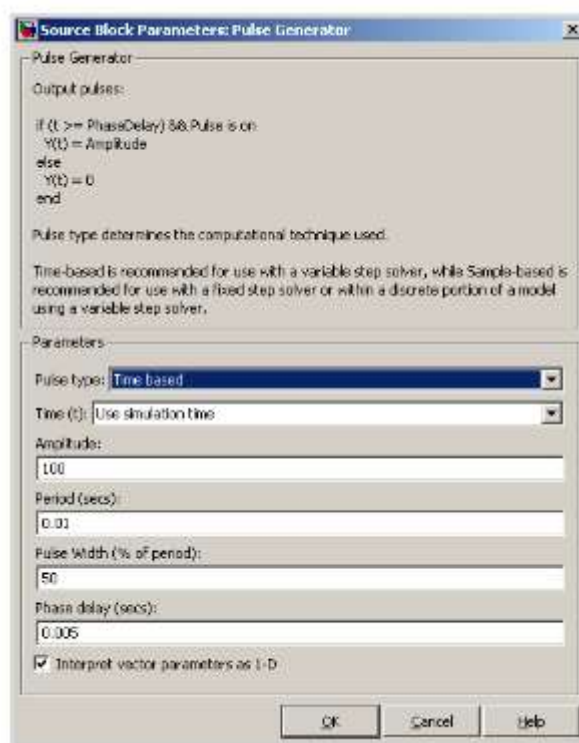 Source Block Parameters: Pulse Generator
Pulse Generator
Output pulses:
if (t >= PhaseDelay) && Pulse is on
Y(t) = Amplitude
else
Y(t) = 0
end
Pulse type determines the computational technique used.
Time-based is recommended for use with a variable step solver, while Sample-based is
recommended for use with a fixed step solver or within a discrete portion of a model
using a variable step solver.
Parameters
Pulse type: Time based
Time (t): Use simulation time
Amplitude:
100
Period (secs):
0.01
Pulse Width (% of period):
50
Phase delay (secs):
0.005
Interpret vector parameters as 1-D
OK Cancel Help